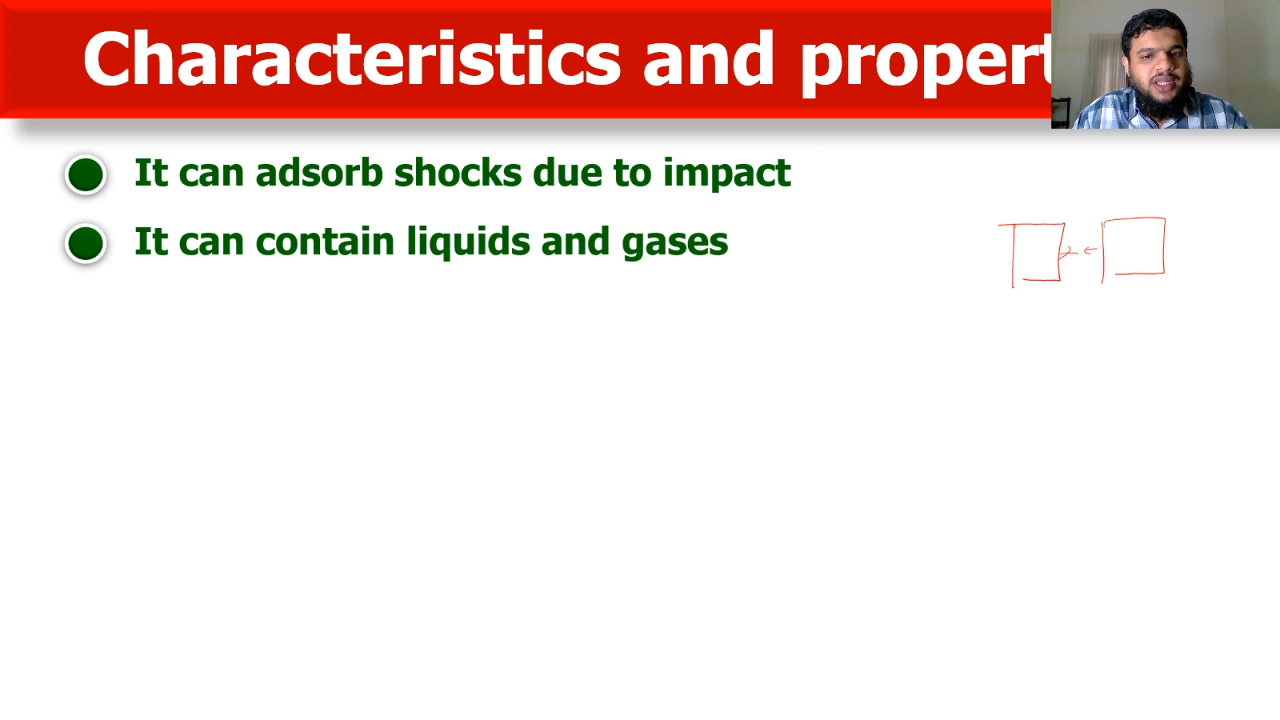 Characteristics and propert
It can adsorb shocks due to impact
It can contain liquids and gases